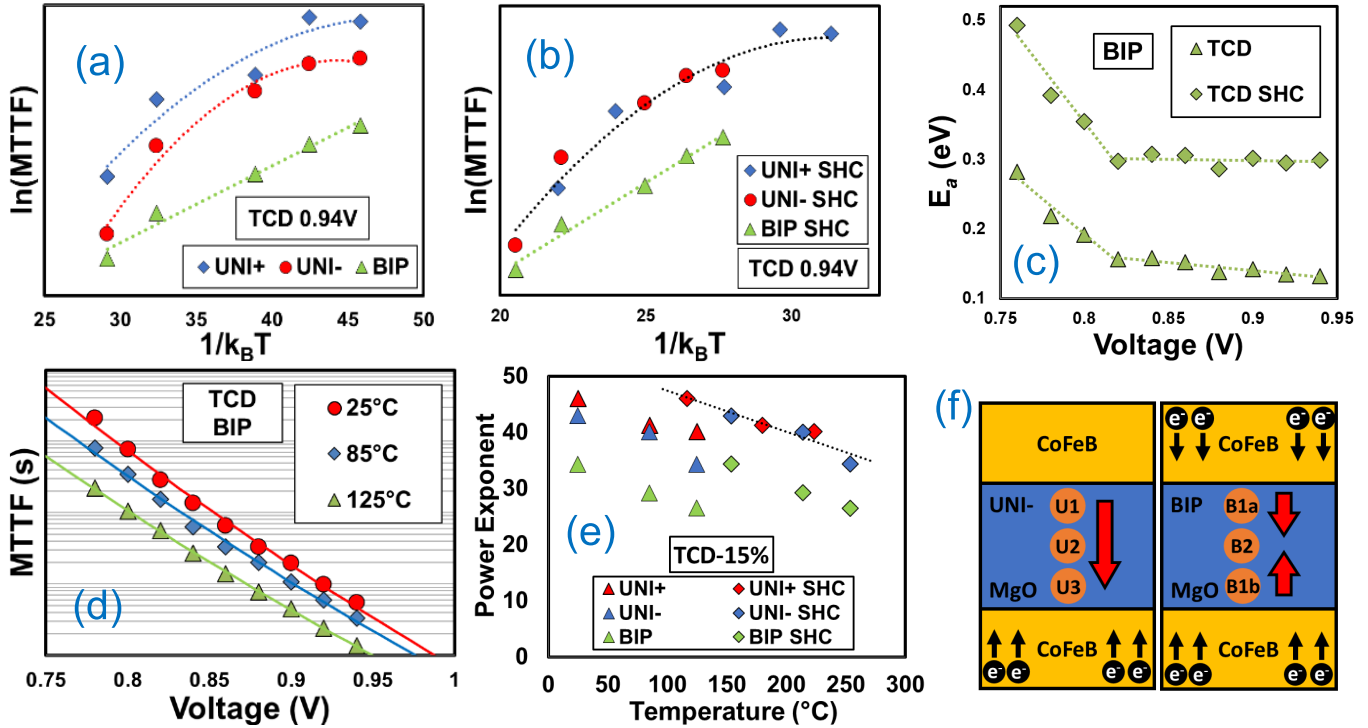 (a)
ln(MTTF)
TCD 0.94V
UNI+ UNI- BIP
25 30 35 40 45 50
1/kBT
(b)
ln(MTTF)
UNI+ SHC
UNI- SHC
BIP SHC
TCD 0.94V
20 25 30
1/kBT
0.5
0.4
0.3
0.2
0.1
Ea (eV)
BIP
TCD
TCD SHC
(c)
0.75 0.8 0.85 0.9 0.95
Voltage (V)
MTTF (s)
TCD
BIP
25°C
85°C
125°C
(d)
0.75 0.8 0.85 0.9 0.95 1
Voltage (V)
50
40
30
20
10
0
Power Exponent
(e)
TCD-15%
UNI+ UNI+ SHC
UNI- UNI- SHC
BIP BIP SHC
0 50 100 150 200 250 300
Temperature (°C)
(f)
CoFeB
UNI- U1
U2
MgO U3
CoFeB
e- e- e- e-
e- e- e- e-
CoFeB
BIP B1a
B2
MgO B1b
CoFeB
e- e- e- e-